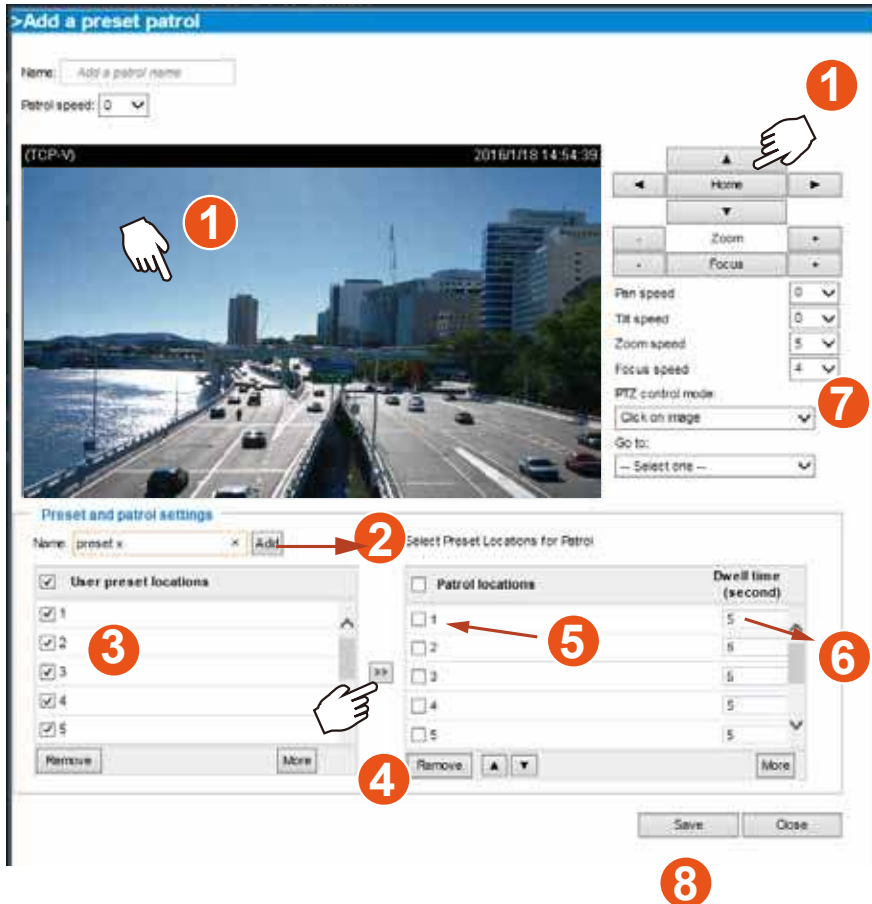 >Add a preset patrol
Name: Add a patrol name
Patrol speed: 0
1
(TCP-V) 2016/1/18 14:54:39
1
▲
◄ Home ►
▼
- Zoom +
- Focus +
Pan speed 0
Tilt speed 0
Zoom speed 5
Focus speed 4
PTZ control mode
7
Click on image
Go to:
-- Select one --
Preset and patrol settings
Name preset x × Add
2
Select Preset Locations for Patrol
User preset locations
1
2
3
4
5
3
Remove More
>>
4
Patrol locations Dwell time (second)
1 5
2 5
3 5
4 5
5 5
5
6
Remove ▲ ▼ More
Save Close
8